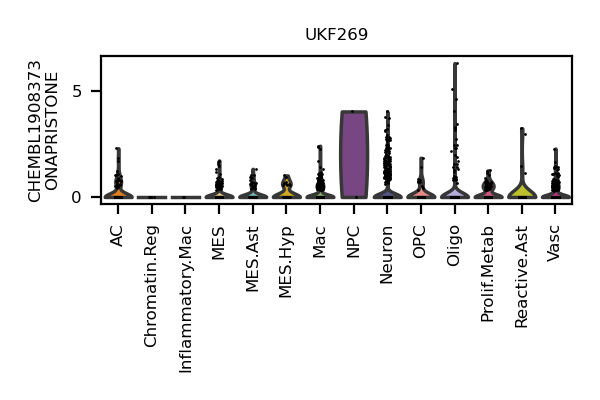 UKF269
CHEMBL1908373
ONAPRISTONE
5
0
AC
Chromatin.Reg
Inflammatory.Mac
MES
MES.Ast
MES.Hyp
Mac
NPC
Neuron
OPC
Oligo
Prolif.Metab
Reactive.Ast
Vasc